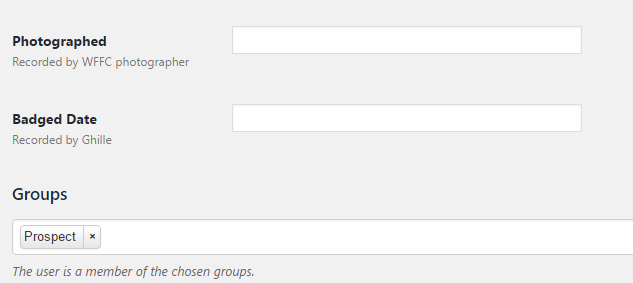 Photographed
Recorded by WFFC photographer
Badged Date
Recorded by Ghille
Groups
Prospect ×
The user is a member of the chosen groups.